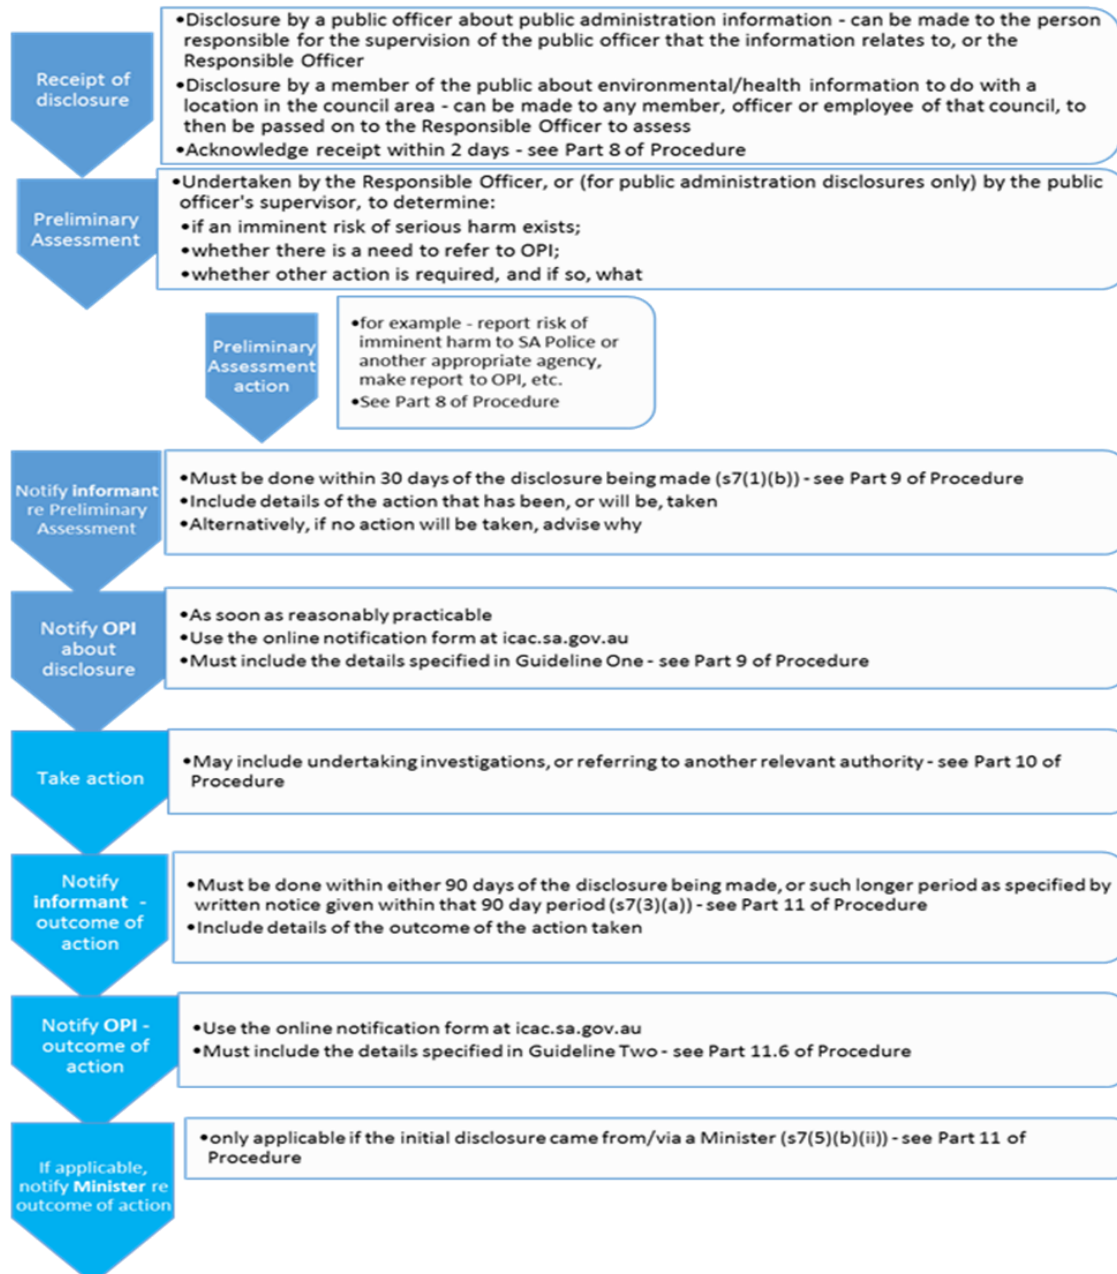 Receipt of
disclosure
•Disclosure by a public officer about public administration information - can be made to the person
responsible for the supervision of the public officer that the information relates to, or the
Responsible Officer
•Disclosure by a member of the public about environmental/health information to do with a
location in the council area - can be made to any member, officer or employee of that council, to
then be passed on to the Responsible Officer to assess
•Acknowledge receipt within 2 days - see Part 8 of Procedure
Preliminary
Assessment
•Undertaken by the Responsible Officer, or (for public administration disclosures only) by the public
officer's supervisor, to determine:
•if an imminent risk of serious harm exists;
•whether there is a need to refer to OPI;
•whether other action is required, and if so, what
Preliminary
Assessment
action
•for example - report risk of
imminent harm to SA Police or
another appropriate agency,
make report to OPI, etc.
•See Part 8 of Procedure
Notify informant
re Preliminary
Assessment
•Must be done within 30 days of the disclosure being made (s7(1)(b)) - see Part 9 of Procedure
•Include details of the action that has been, or will be, taken
•Alternatively, if no action will be taken, advise why
Notify OPI
about
disclosure
•As soon as reasonably practicable
•Use the online notification form at icac.sa.gov.au
•Must include the details specified in Guideline One - see Part 9 of Procedure
Take action
•May include undertaking investigations, or referring to another relevant authority - see Part 10 of
Procedure
Notify
informant -
outcome of
action
•Must be done within either 90 days of the disclosure being made, or such longer period as specified by
written notice given within that 90 day period (s7(3)(a)) - see Part 11 of Procedure
•Include details of the outcome of the action taken
Notify OPI -
outcome of
action
•Use the online notification form at icac.sa.gov.au
•Must include the details specified in Guideline Two - see Part 11.6 of Procedure
If applicable,
notify Minister re
outcome of action
•only applicable if the initial disclosure came from/via a Minister (s7(5)(b)(ii)) - see Part 11 of
Procedure